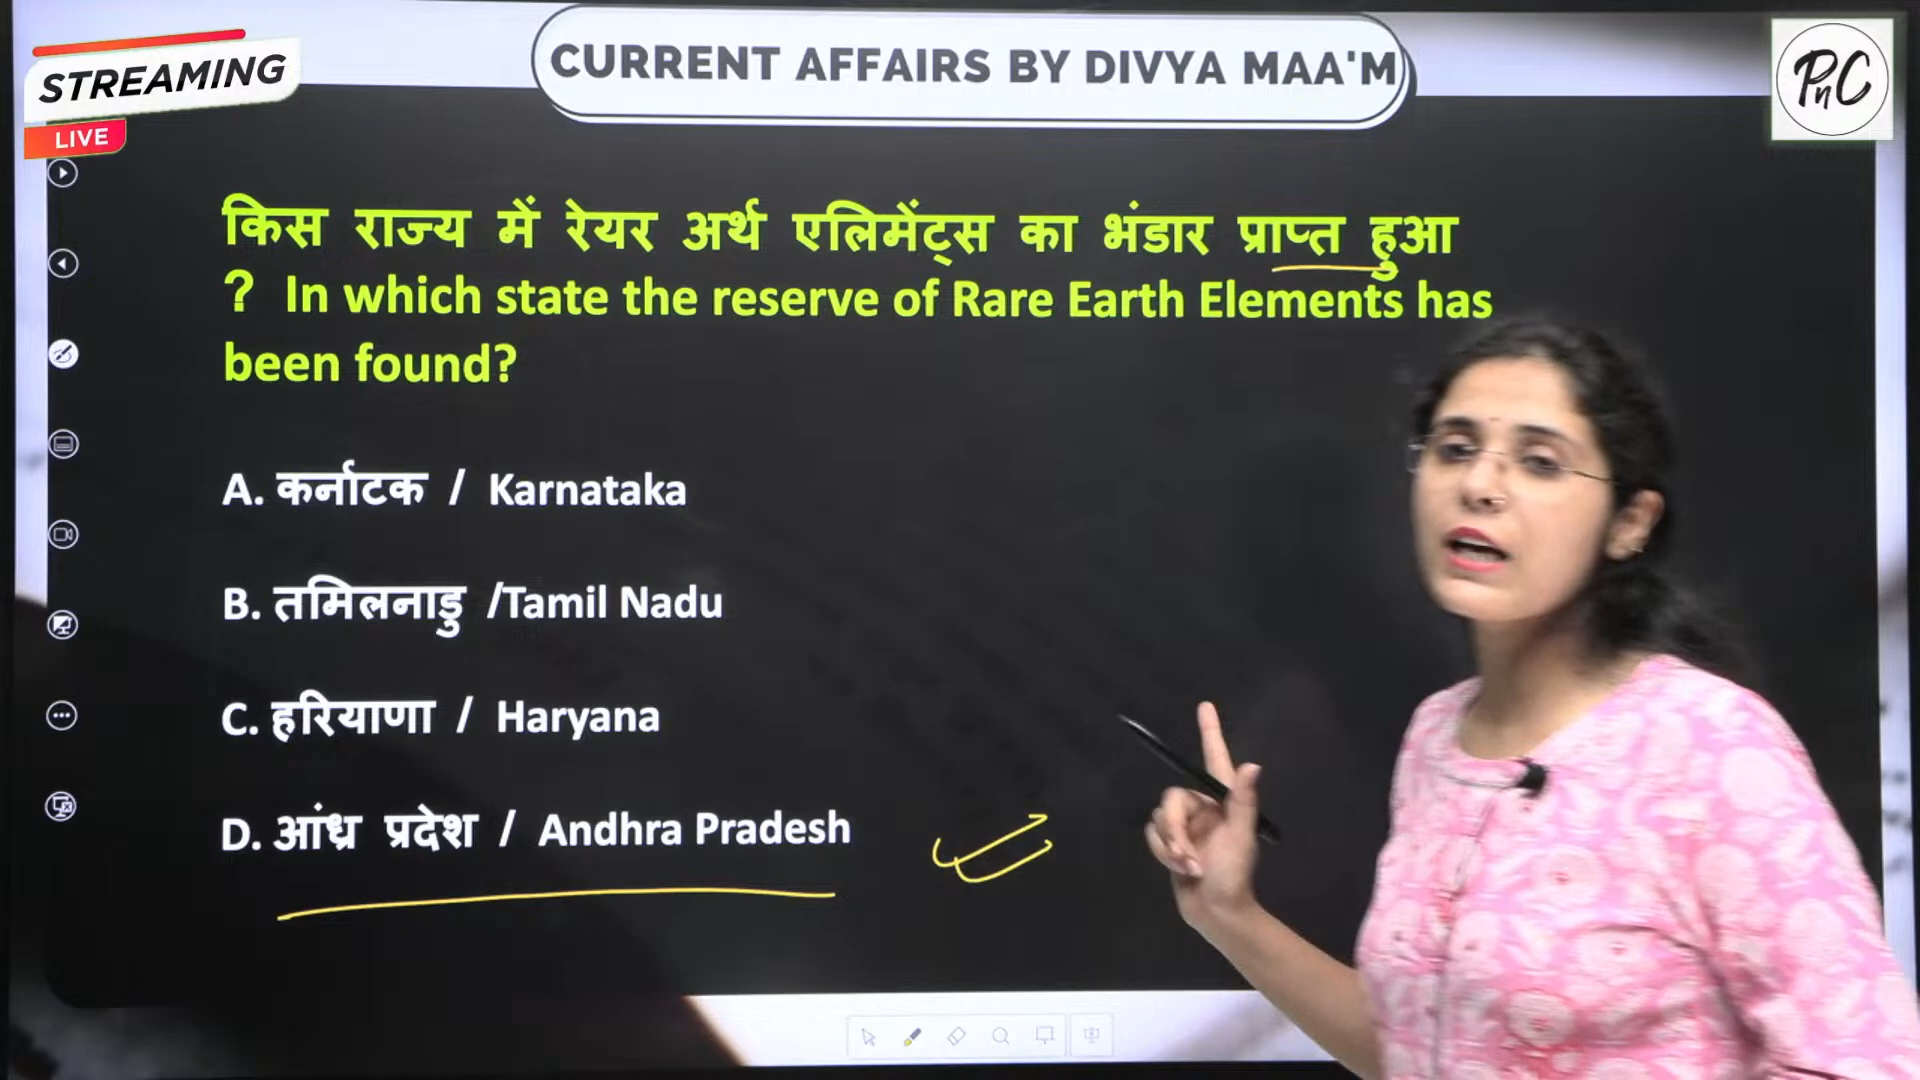 STREAMING
LIVE
CURRENT AFFAIRS BY DIVYA MAA'M
PnC
किस राज्य में रेयर अर्थ एलिमेंट्स का भंडार प्राप्त हुआ
? In which state the reserve of Rare Earth Elements has
been found?
A. कर्नाटक / Karnataka
B. तमिलनाडु /Tamil Nadu
C. हरियाणा / Haryana
D. आंध्र प्रदेश / Andhra Pradesh